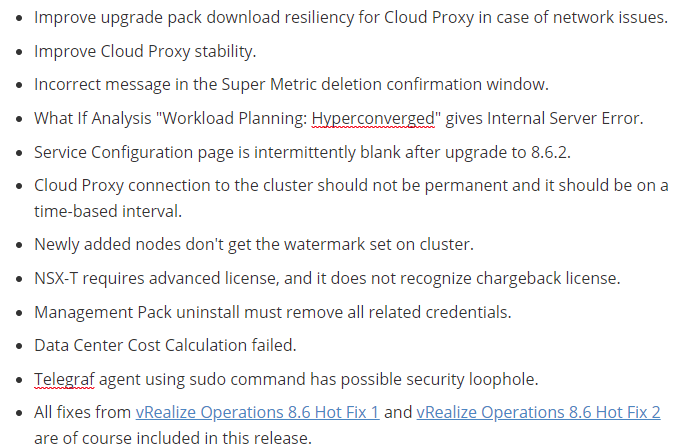 Improve upgrade pack download resiliency for Cloud Proxy in case of network issues.
Improve Cloud Proxy stability.
Incorrect message in the Super Metric deletion confirmation window.
What If Analysis "Workload Planning: Hyperconverged" gives Internal Server Error.
Service Configuration page is intermittently blank after upgrade to 8.6.2.
Cloud Proxy connection to the cluster should not be permanent and it should be on a
time-based interval.
Newly added nodes don't get the watermark set on cluster.
NSX-T requires advanced license, and it does not recognize chargeback license.
Management Pack uninstall must remove all related credentials.
Data Center Cost Calculation failed.
Telegraf agent using sudo command has possible security loophole.
All fixes from vRealize Operations 8.6 Hot Fix 1 and vRealize Operations 8.6 Hot Fix 2
are of course included in this release.